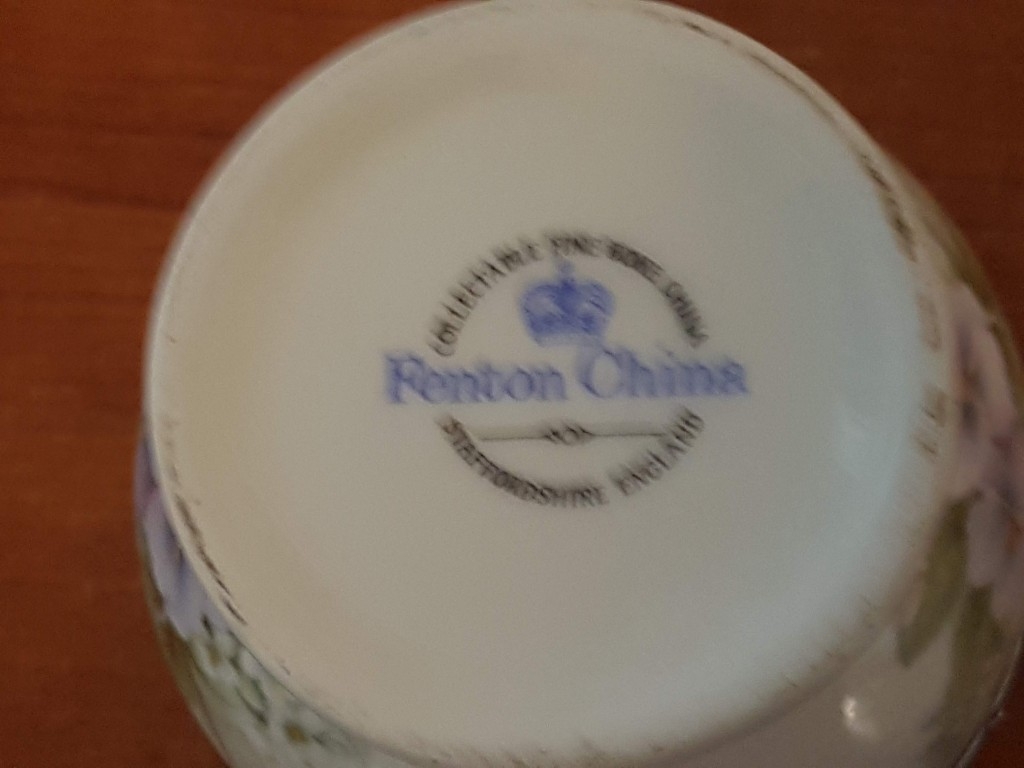 COLLECTABLE FINE BONE CHINA
Fenton China
STAFFORDSHIRE ENGLAND